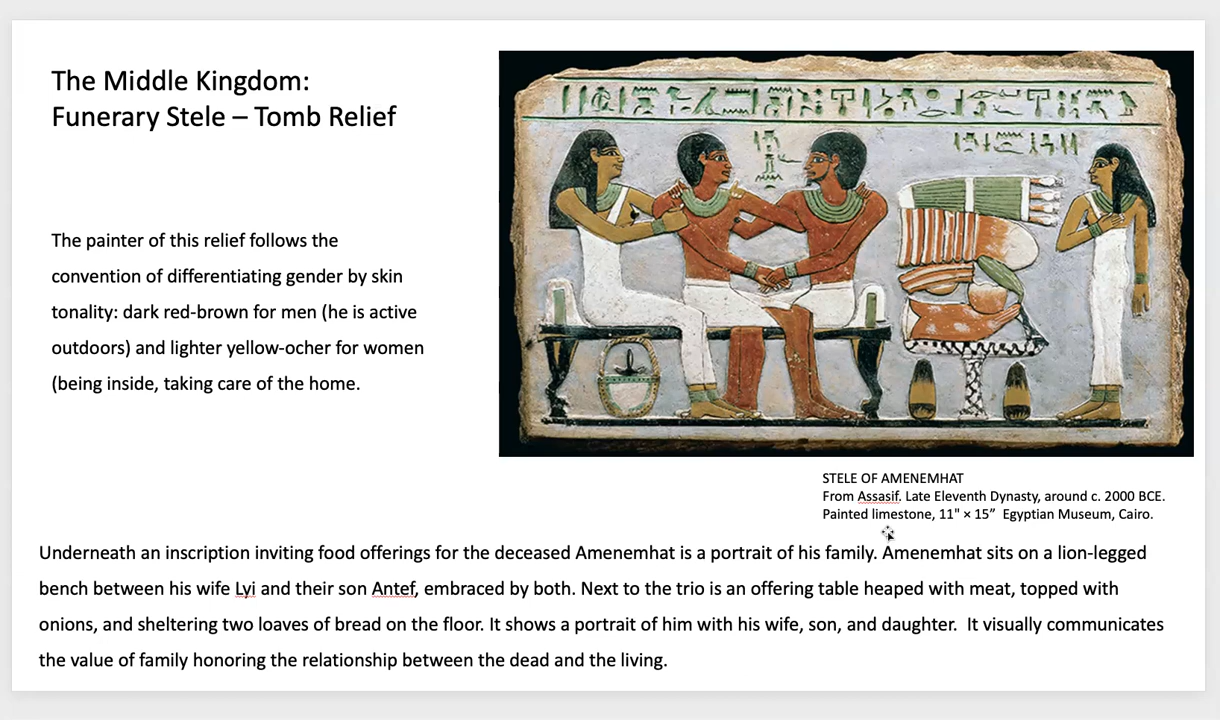 The Middle Kingdom:
Funerary Stele – Tomb Relief
The painter of this relief follows the
convention of differentiating gender by skin
tonality: dark red-brown for men (he is active
outdoors) and lighter yellow-ocher for women
(being inside, taking care of the home.
STELE OF AMENEMHAT
From Assasif. Late Eleventh Dynasty, around c. 2000 BCE.
Painted limestone, 11" × 15”  Egyptian Museum, Cairo.
Underneath an inscription inviting food offerings for the deceased Amenemhat is a portrait of his family. Amenemhat sits on a lion-legged
bench between his wife Lyi and their son Antef, embraced by both. Next to the trio is an offering table heaped with meat, topped with
onions, and sheltering two loaves of bread on the floor. It shows a portrait of him with his wife, son, and daughter.  It visually communicates
the value of family honoring the relationship between the dead and the living.